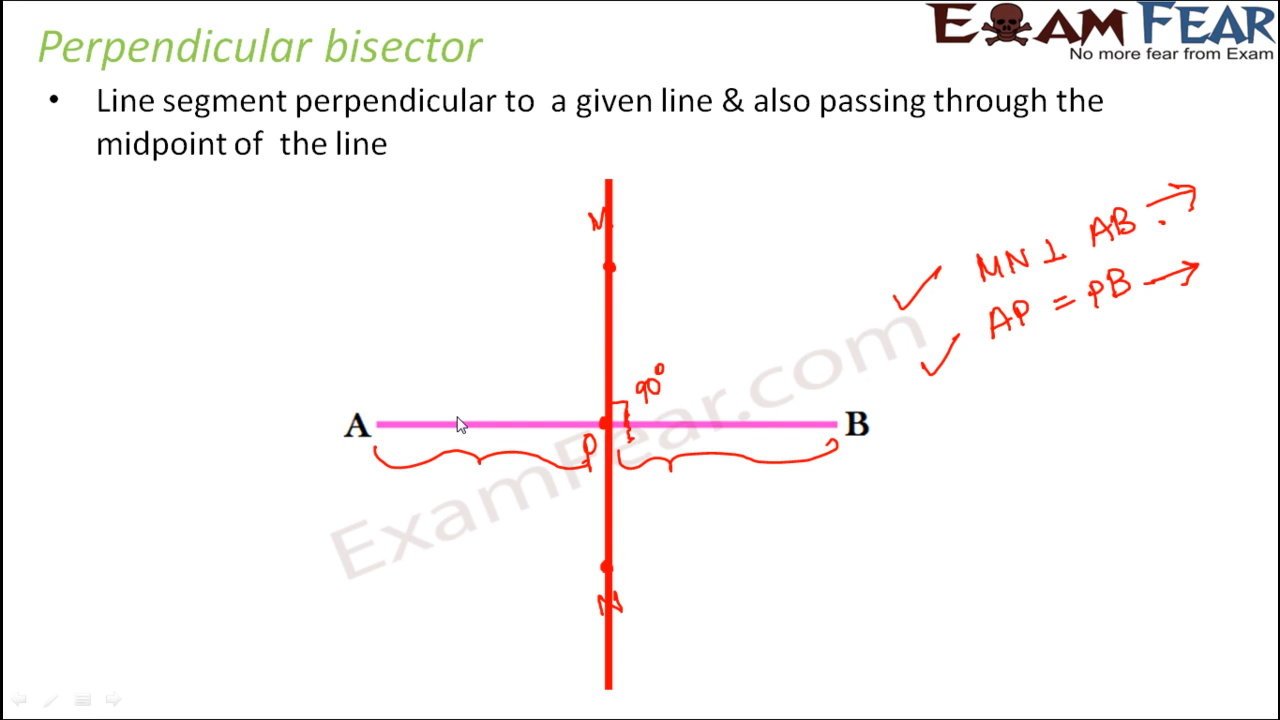 Perpendicular bisector
EXAM FEAR
No more fear from Exam
• Line segment perpendicular to a given line & also passing through the
midpoint of the line
M
MN ⊥ AB →
AP = PB →
90°
A
B
P
N
ExamFear.com